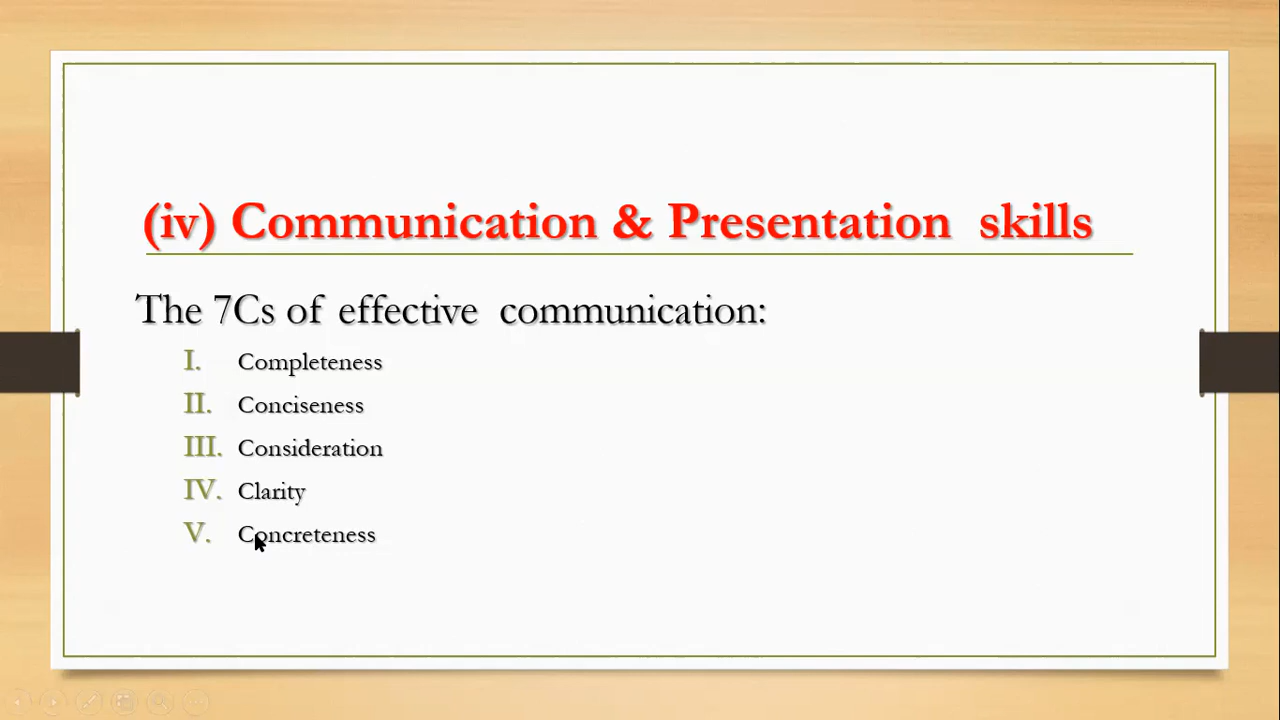 (iv) Communication & Presentation skills
The 7Cs of effective communication:
I. Completeness
II. Conciseness
III. Consideration
IV. Clarity
V. Concreteness